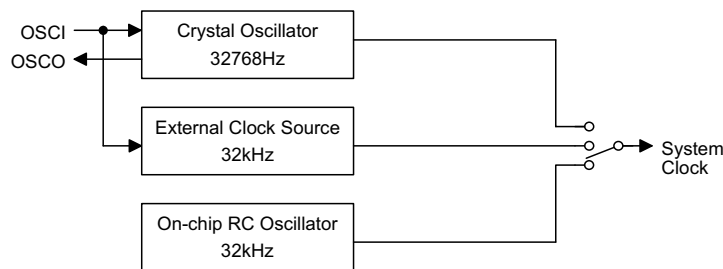 OSCI
OSCO
Crystal Oscillator
32768Hz
External Clock Source
32kHz
On-chip RC Oscillator
32kHz
System
Clock